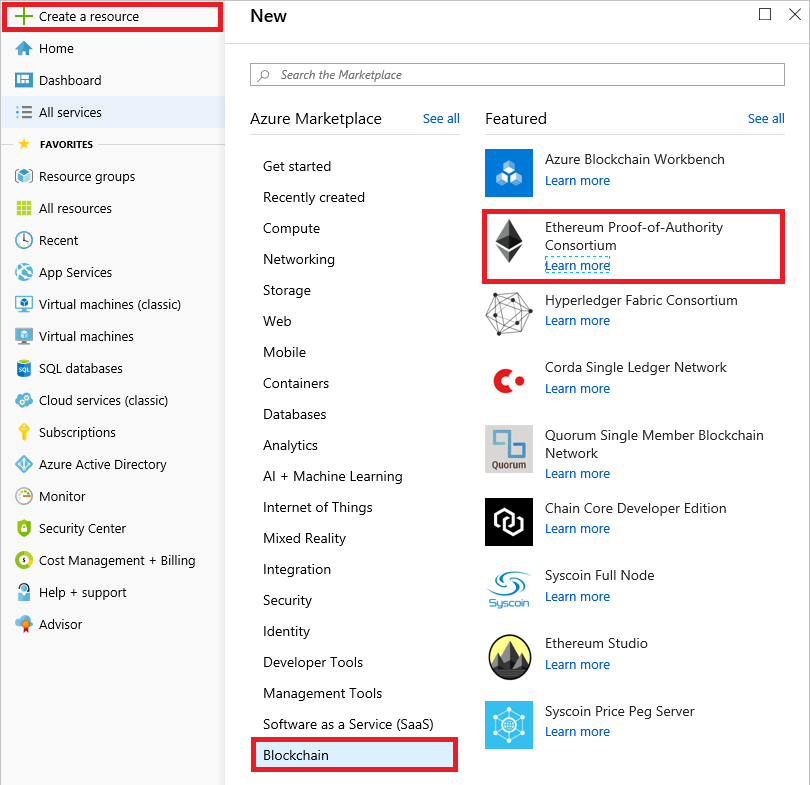 Create a resource
Home
Dashboard
All services
FAVORITES
Resource groups
All resources
Recent
App Services
Virtual machines (classic)
Virtual machines
SQL
SQL databases
Cloud services (classic)
Subscriptions
Azure Active Directory
Monitor
Security Center
Cost Management + Billing
Help + support
Advisor
New
Search the Marketplace
Azure Marketplace
See all
Get started
Recently created
Compute
Networking
Storage
Web
Mobile
Containers
Databases
Analytics
AI + Machine Learning
Internet of Things
Mixed Reality
Integration
Security
Identity
Developer Tools
Management Tools
Software as a Service (SaaS)
Blockchain
Featured
See all
Azure Blockchain Workbench
Learn more
Ethereum Proof-of-Authority
Consortium
Learn more
Hyperledger Fabric Consortium
Learn more
Corda Single Ledger Network
Learn more
Quorum
Quorum Single Member Blockchain
Network
Learn more
Chain Core Developer Edition
Learn more
Syscoin
Syscoin Full Node
Learn more
Ethereum Studio
Learn more
Syscoin Price Peg Server
Learn more